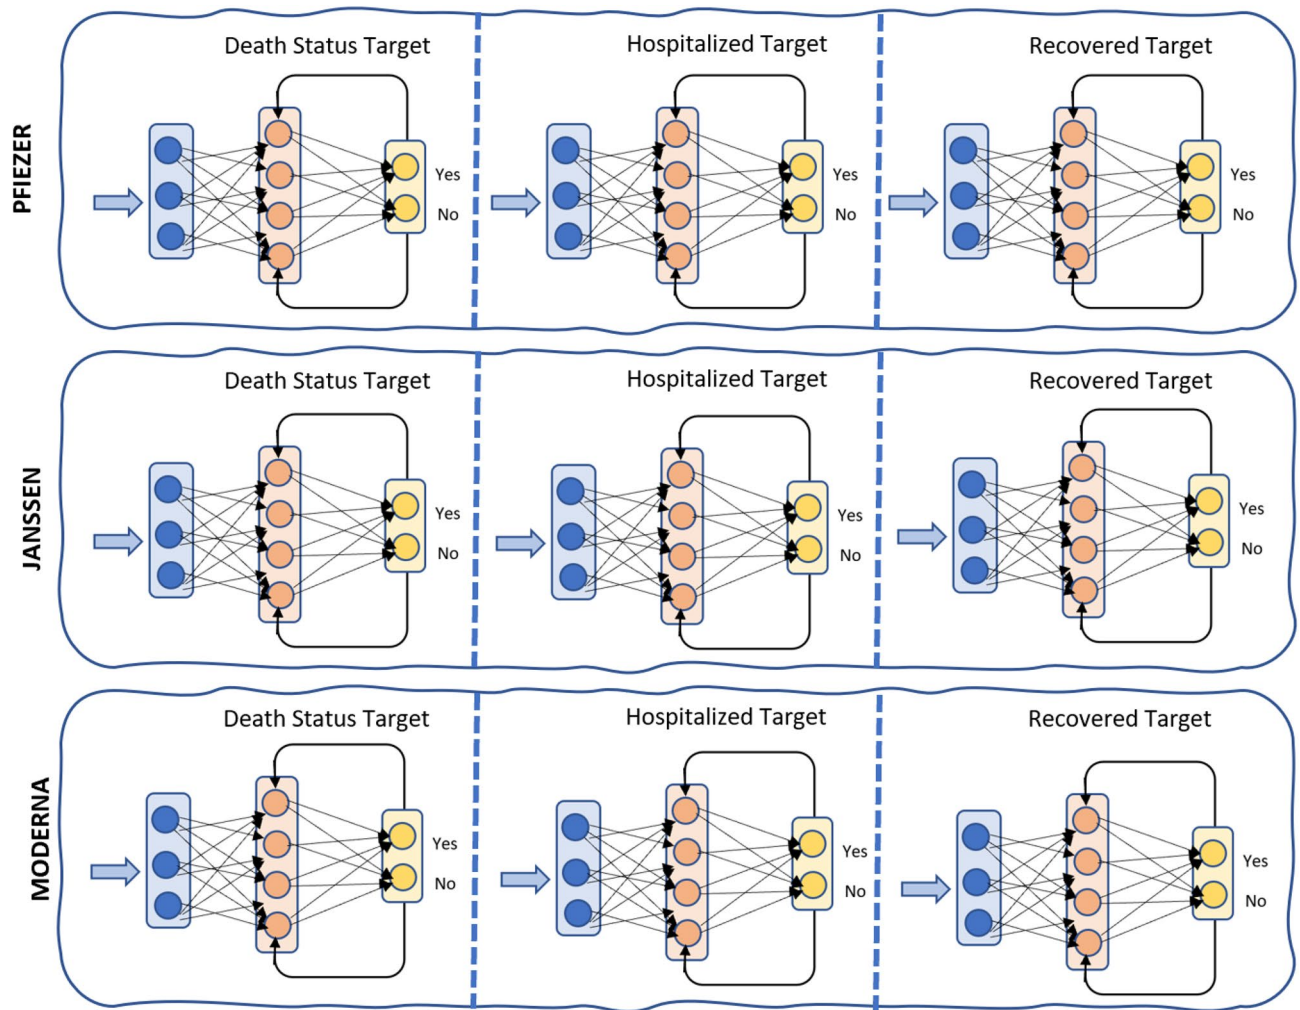 PFIEZER
Death Status Target
Hospitalized Target
Recovered Target
Yes
No
Yes
No
Yes
No
JANSSEN
Death Status Target
Hospitalized Target
Recovered Target
Yes
No
Yes
No
Yes
No
MODERNA
Death Status Target
Hospitalized Target
Recovered Target
Yes
No
Yes
No
Yes
No